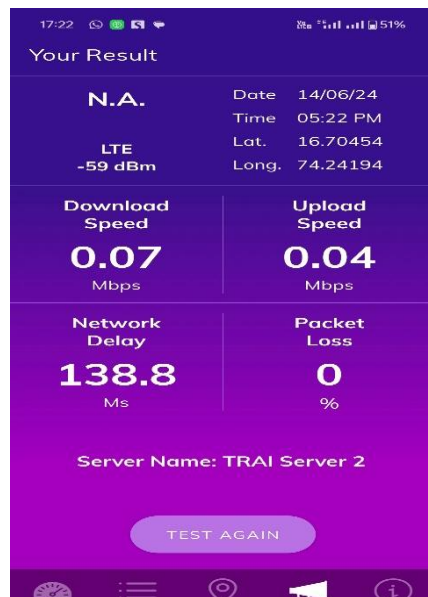 17:22 51%
Your Result
N.A.
Date 14/06/24
Time 05:22 PM
LTE
-59 dBm
Lat. 16.70454
Long. 74.24194
Download
Speed
0.07
Mbps
Upload
Speed
0.04
Mbps
Network
Delay
138.8
Ms
Packet
Loss
0
%
Server Name: TRAI Server 2
TEST AGAIN